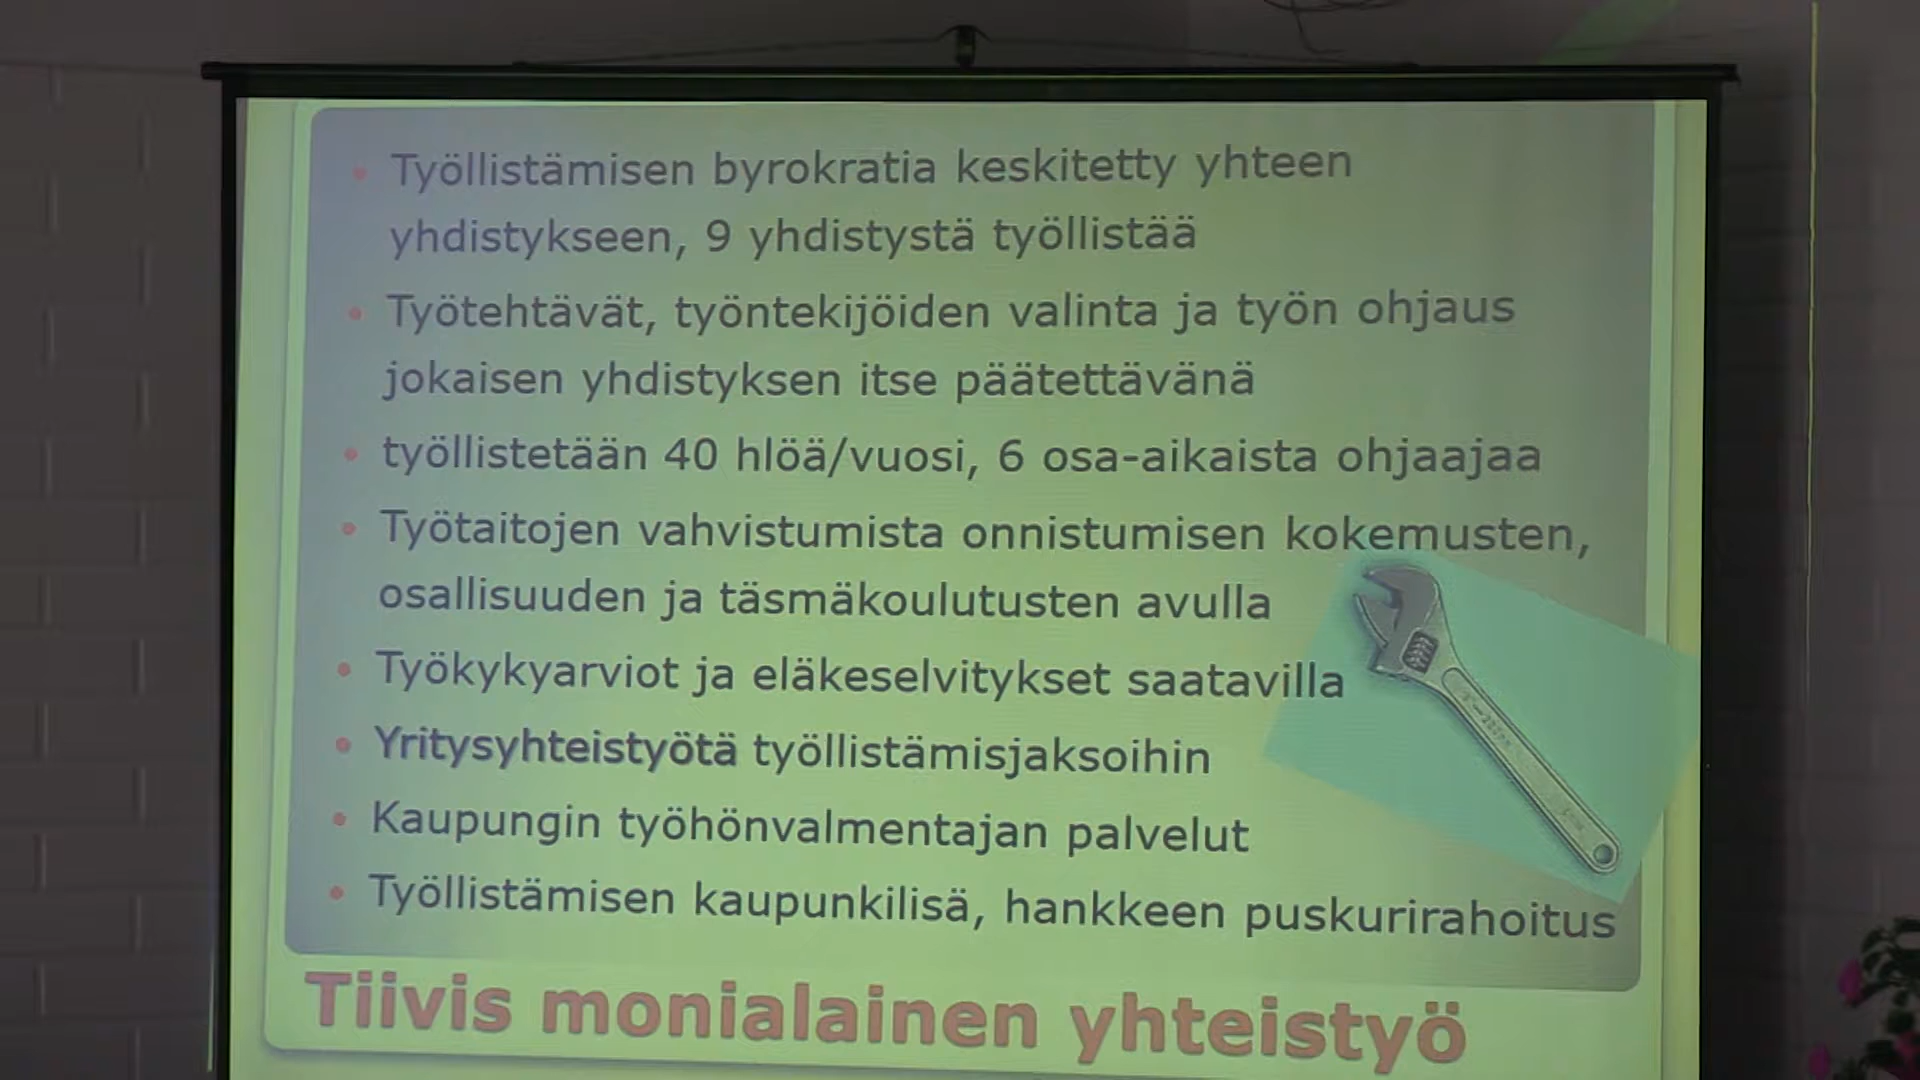 • Työllistämisen byrokratia keskitetty yhteen
yhdistykseen, 9 yhdistystä työllistää
• Työtehtävät, työntekijöiden valinta ja työn ohjaus
jokaisen yhdistyksen itse päätettävänä
• työllistetään 40 hlöä/vuosi, 6 osa-aikaista ohjaajaa
• Työtaitojen vahvistumista onnistumisen kokemusten,
osallisuuden ja täsmäkoulutusten avulla
• Työkykyarviot ja eläkeselvitykset saatavilla
• Yritysyhteistyötä työllistämisjaksoihin
• Kaupungin työhönvalmentajan palvelut
• Työllistämisen kaupunkilisä, hankkeen puskurirahoitus
Tiivis monialainen yhteistyö